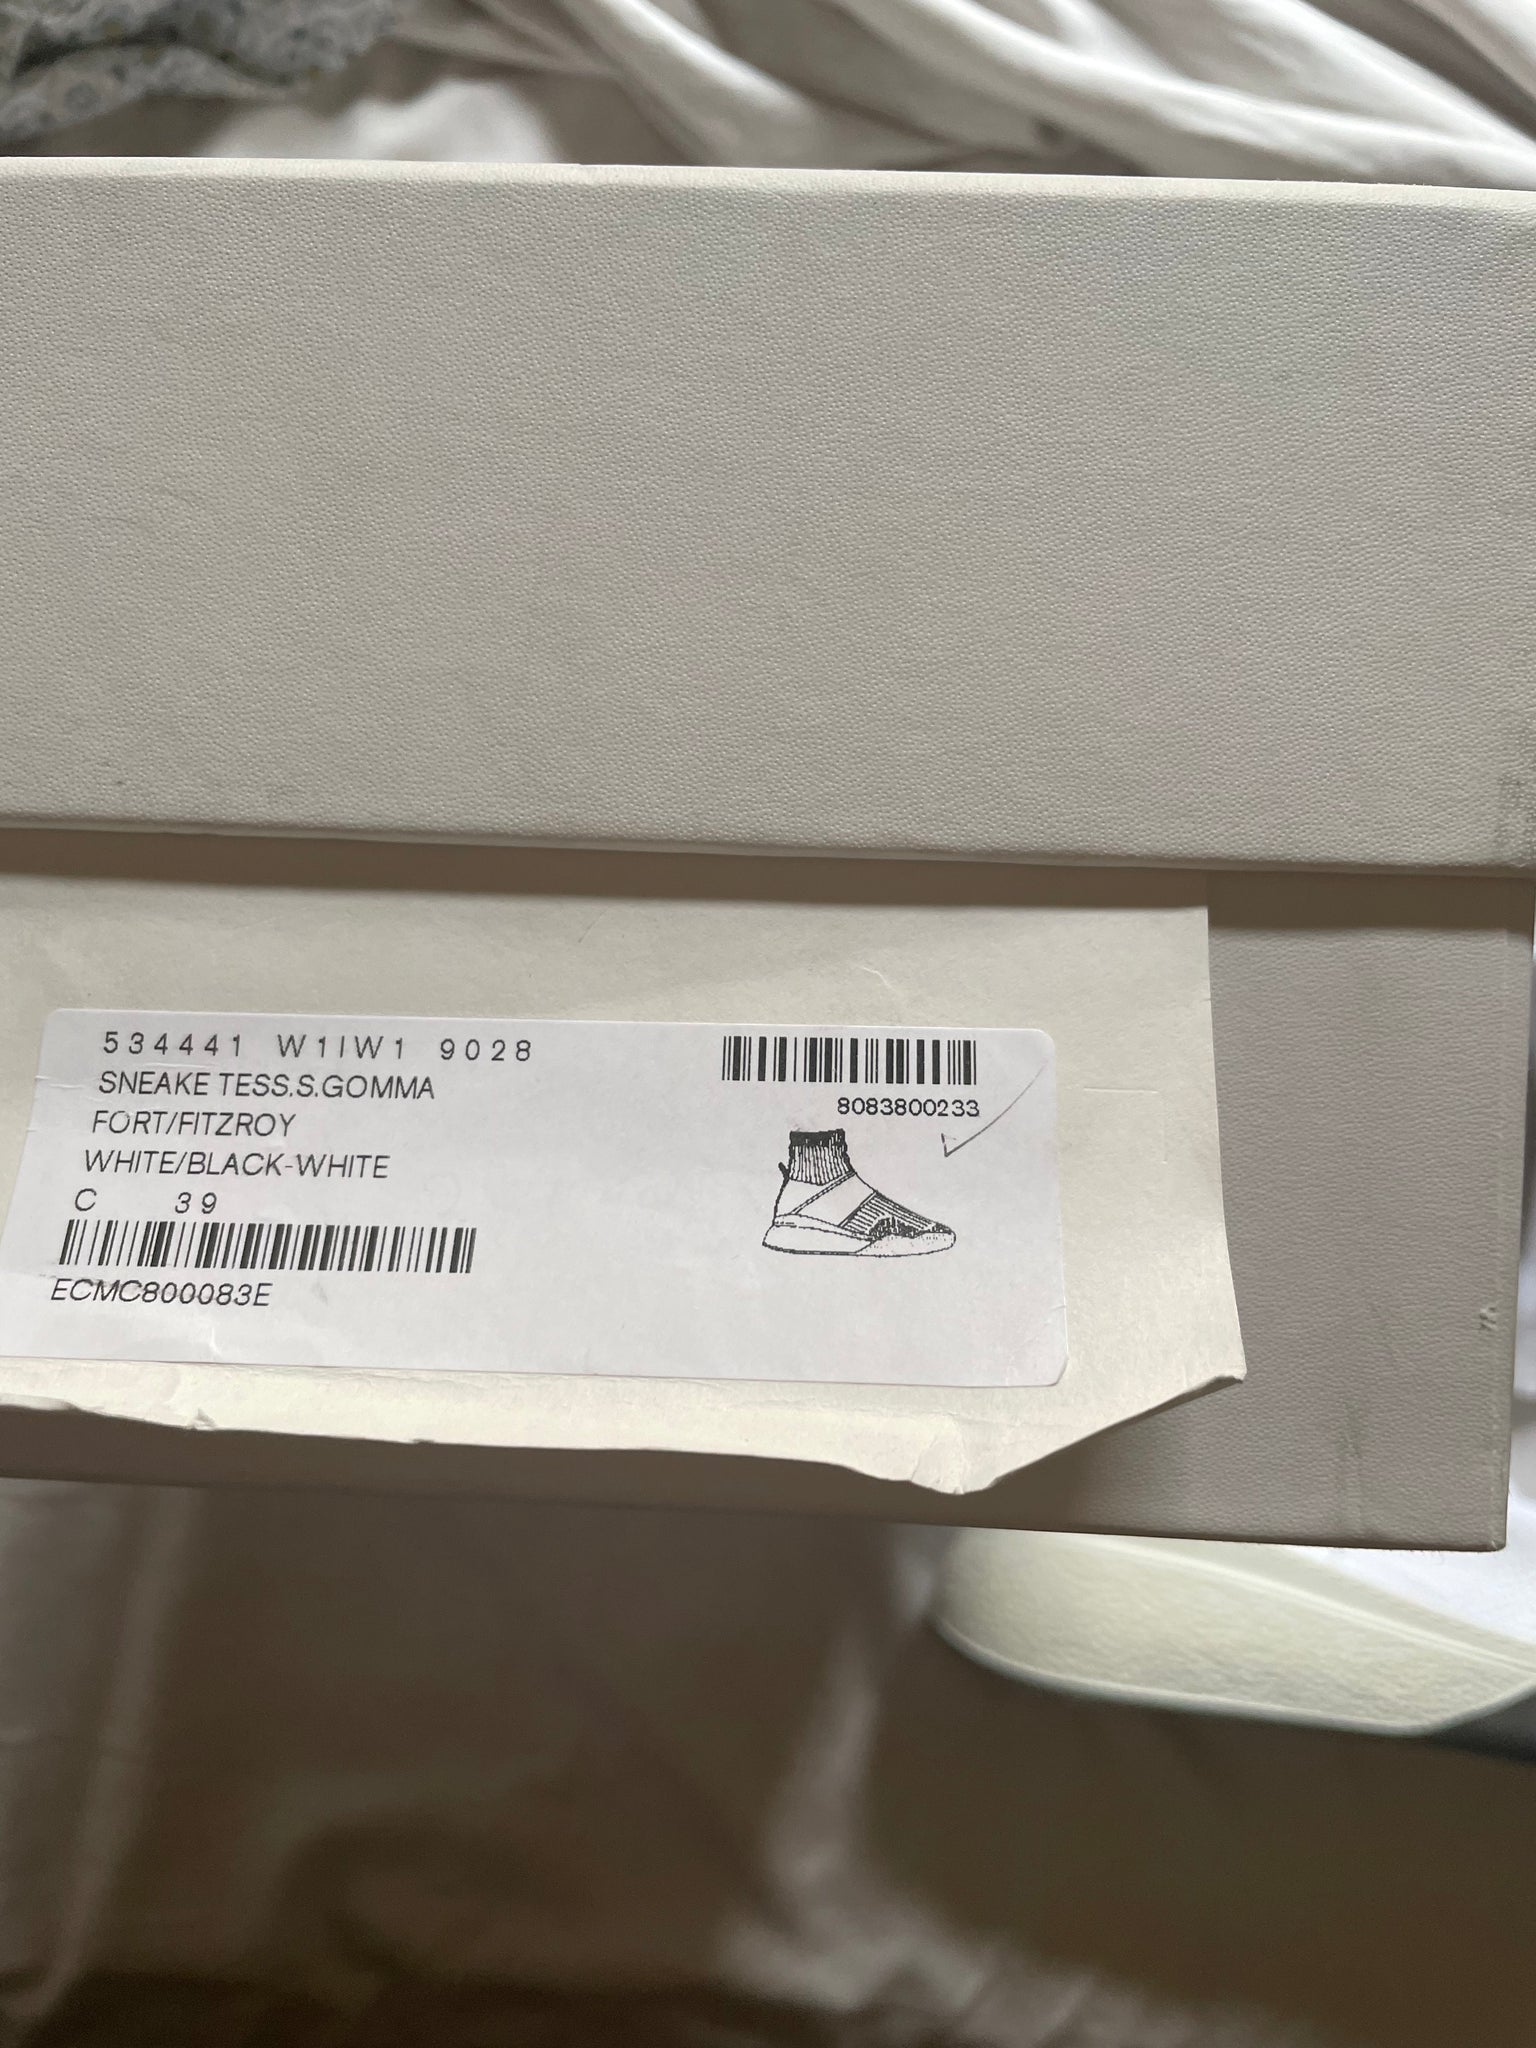 534441 W1IW1 9028
SNEAKE TESS.S.GOMMA
FORT/FITZROY
WHITE/BLACK-WHITE
C 39
ECMC800083E
8083800233